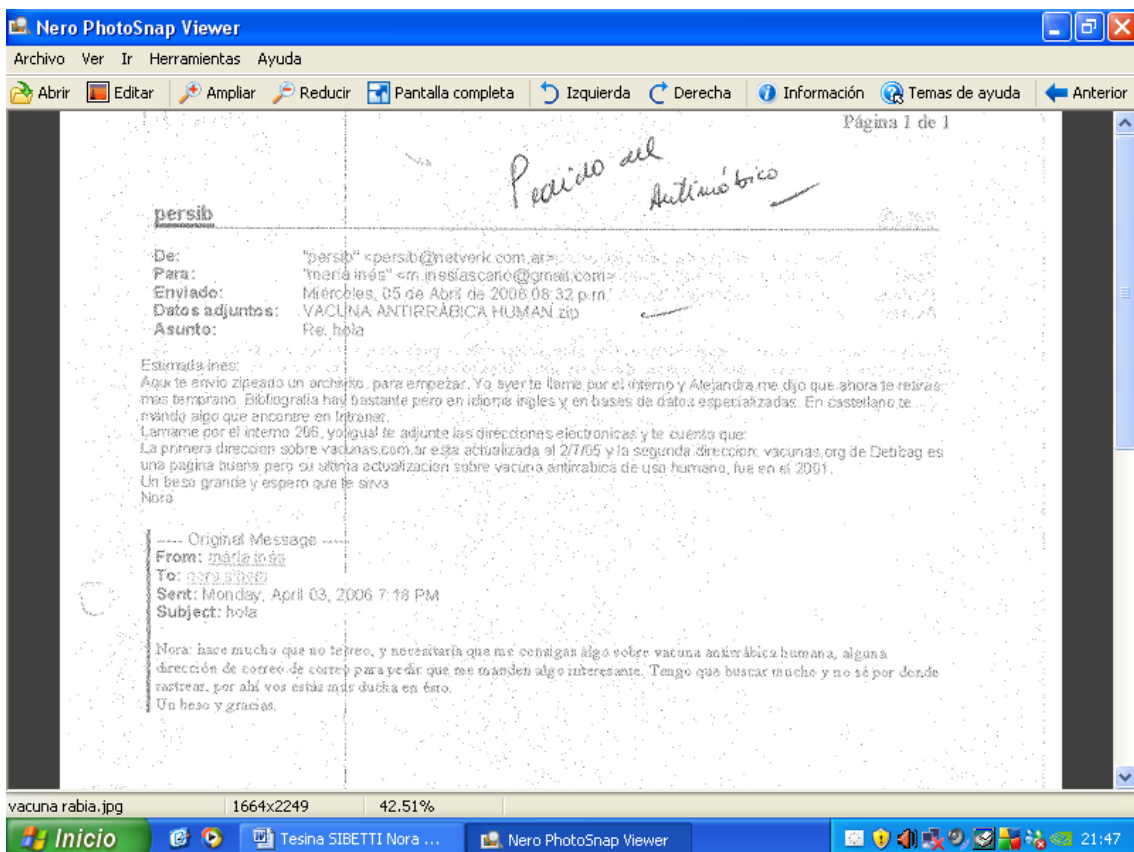 Nero PhotoSnap Viewer
Archivo Ver Ir Herramientas Ayuda
Abrir Editar Ampliar Reducir Pantalla completa Izquierda Derecha Información Temas de ayuda Anterior
Página 1 de 1
Pedido del
Antimóbico
persib
De: "persib" <persib@netverk.com.ar>
Para: "maria inés" <m.inesiascano@gmail.com>
Enviado: Miércoles, 05 de Abril de 2006 08:32 p.m.
Datos adjuntos: VACUNA ANTIRRÁBICA HUMAN.zip
Asunto: Re: hola
Estimada ines:
Aqui te envio zipeado un archivito, para empezar. Yo ayer te llame por el interno y Alejandra me dijo que ahora te retiras
mas temprano. Bibliografia hay bastante pero en idioma ingles y en bases de datos especializadas. En castellano te
mando algo que encontre en Intranet.
Lamame por el interno 206, yo igual te adjunte las direcciones electronicas y te cuento que:
La primera direccion sobre vacunas.com.ar esta actualizada al 2/7/05 y la segunda direccion: vacunas.org de Debbag es
una pagina buena pero su ultima actualizacion sobre vacuna antirrabica de uso humano, fue en el 2001.
Un beso grande y espero que te sirva
Nora
----- Original Message -----
From: maria inés
To: nora sibetti
Sent: Monday, April 03, 2006 7:18 PM
Subject: hola
Nora: hace mucho que no te veo, y necesitaría que me consigas algo sobre vacuna antirrábica humana, alguna
dirección de correo de correo para pedir que me manden algo interesante. Tengo que buscar mucho y no sé por donde
rastrear, por ahí vos estás más ducha en ésto.
Un beso y gracias.
vacuna rabia.jpg 1664x2249 42.51%
Inicio Tesina SIBETTI Nora ... Nero PhotoSnap Viewer 21:47